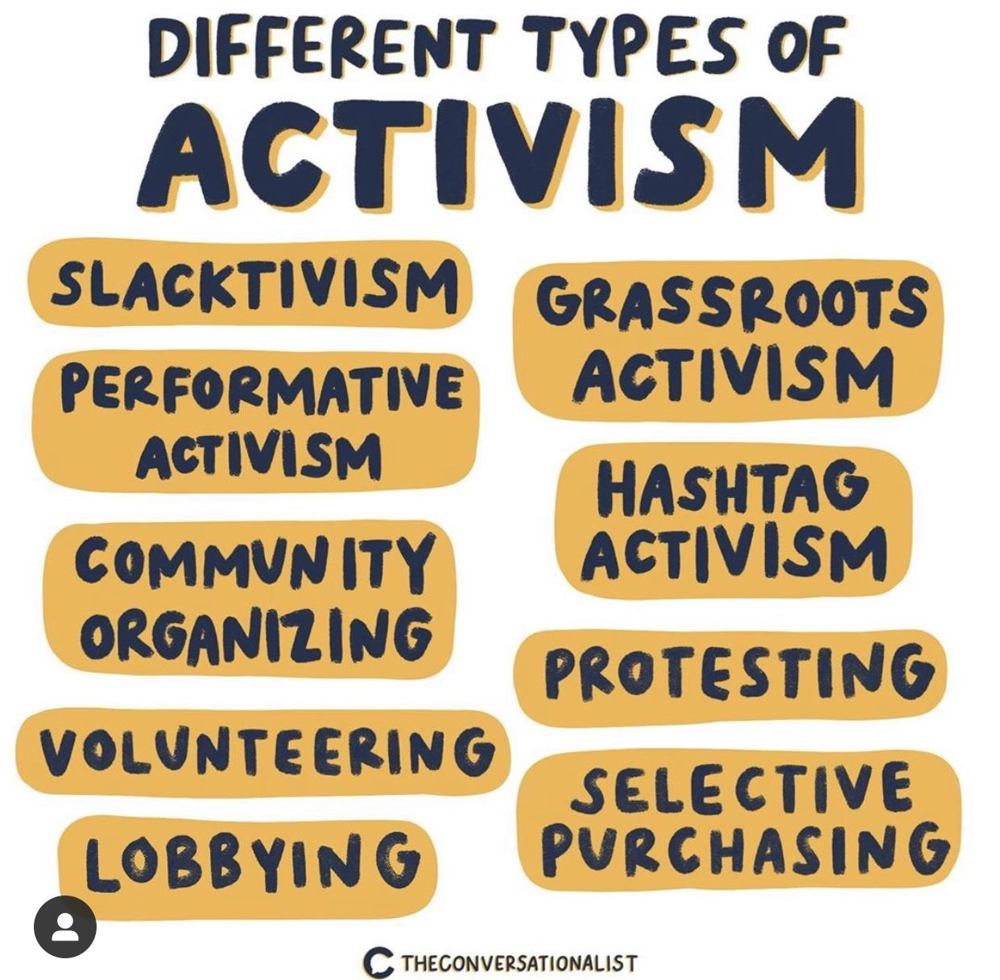 DIFFERENT TYPES OF
ACTIVISM
SLACKTIVISM
PERFORMATIVE
ACTIVISM
COMMUNITY
ORGANIZING
VOLUNTEERING
LOBBYING
GRASSROOTS
ACTIVISM
HASHTAG
ACTIVISM
PROTESTING
SELECTIVE
PURCHASING
THECONVERSATIONALIST